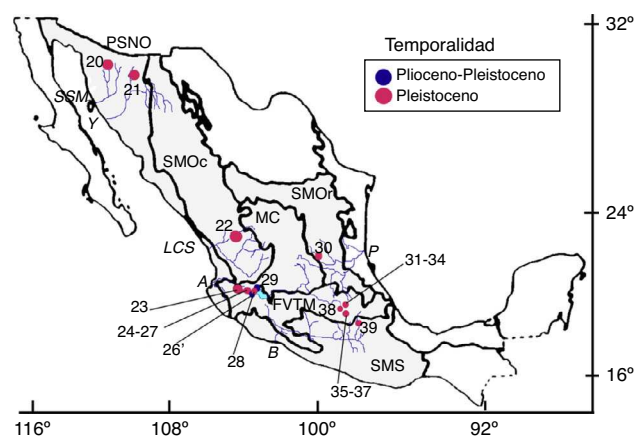 PSNO
32º
Temporalidad
Plioceno-Pleistoceno
Pleistoceno
20
21
SSM
Y
SMOc
SMOr
MC
22
24º
LCS
30
P
31-34
A
29
23
FVTM
38
24-27
39
26'
28
B
SMS
35-37
16º
116º
108º
100º
92º